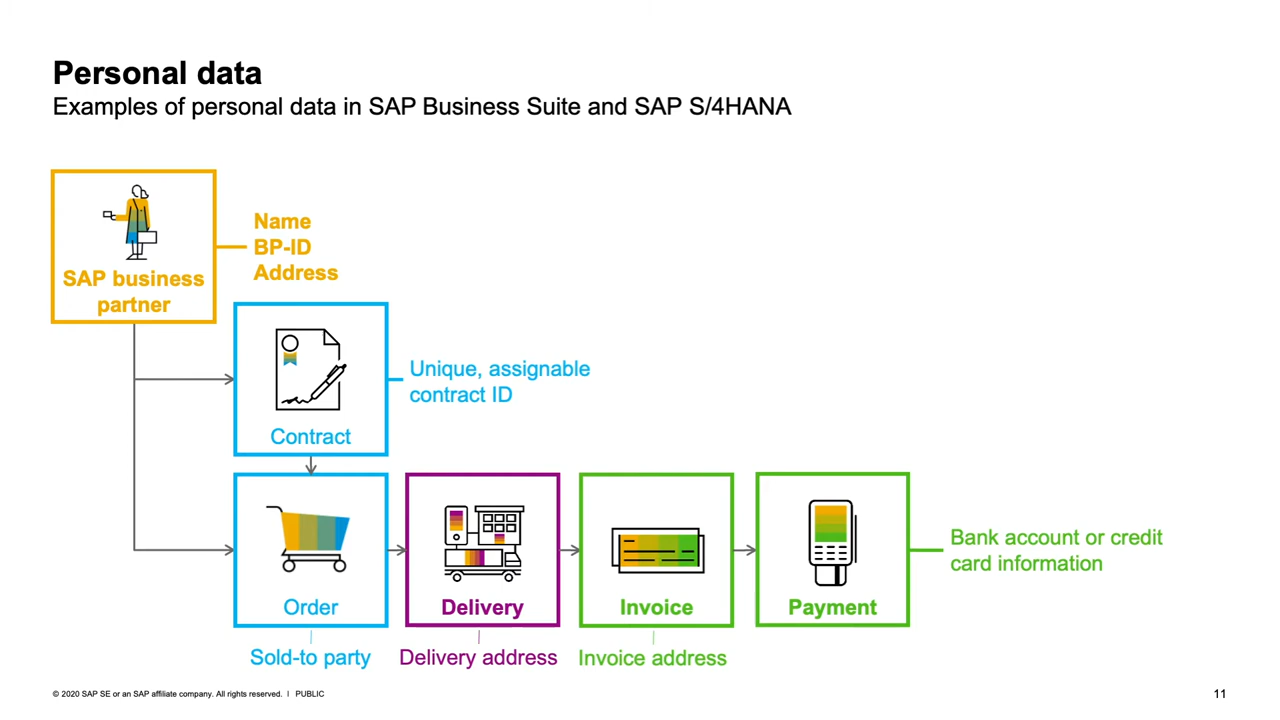 Personal data
Examples of personal data in SAP Business Suite and SAP S/4HANA
SAP business
partner
Name
BP-ID
Address
Contract
Unique, assignable
contract ID
Order
Delivery
Invoice
Payment
Bank account or credit
card information
Sold-to party
Delivery address
Invoice address
© 2020 SAP SE or an SAP affiliate company. All rights reserved. I PUBLIC
11